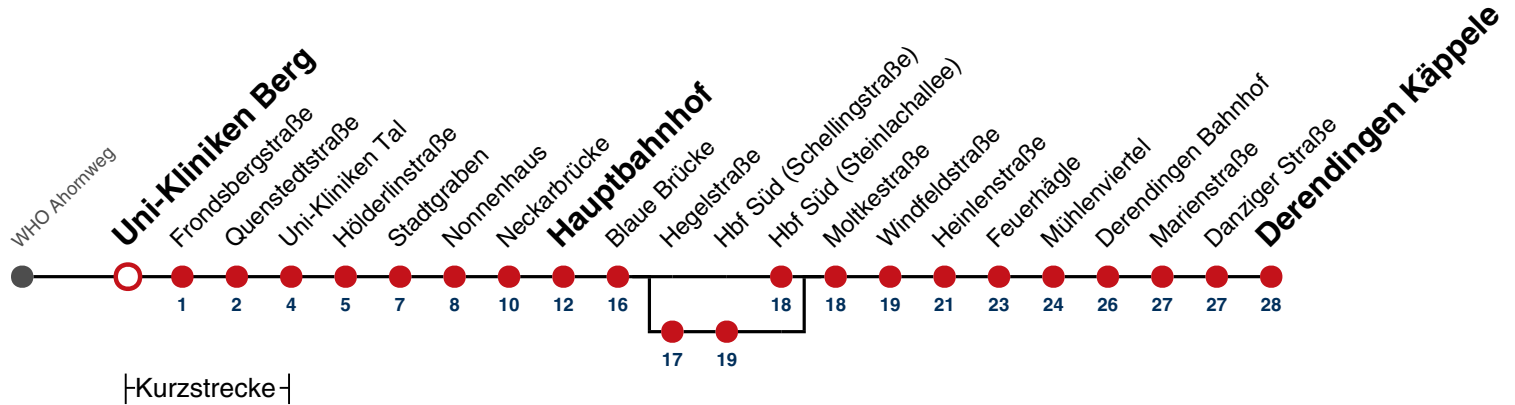 WHO Ahornweg
Uni-Kliniken Berg
Frondsbergstraße
Quenstedtstraße
Uni-Kliniken Tal
Hölderlinstraße
Stadtgraben
Nonnenhaus
Neckarbrücke
Hauptbahnhof
Blaue Brücke
Hegelstraße
Hbf Süd (Schellingstraße)
Hbf Süd (Steinlachallee)
Moltkestraße
Windfeldstraße
Heinlenstraße
Feuerhägle
Mühlenviertel
Derendingen Bahnhof
Marienstraße
Danziger Straße
Derendingen Käppele
1 2 4 5 7 8 10 12 16 18 18 19 21 23 24 26 27 27 28
17 19
Kurzstrecke